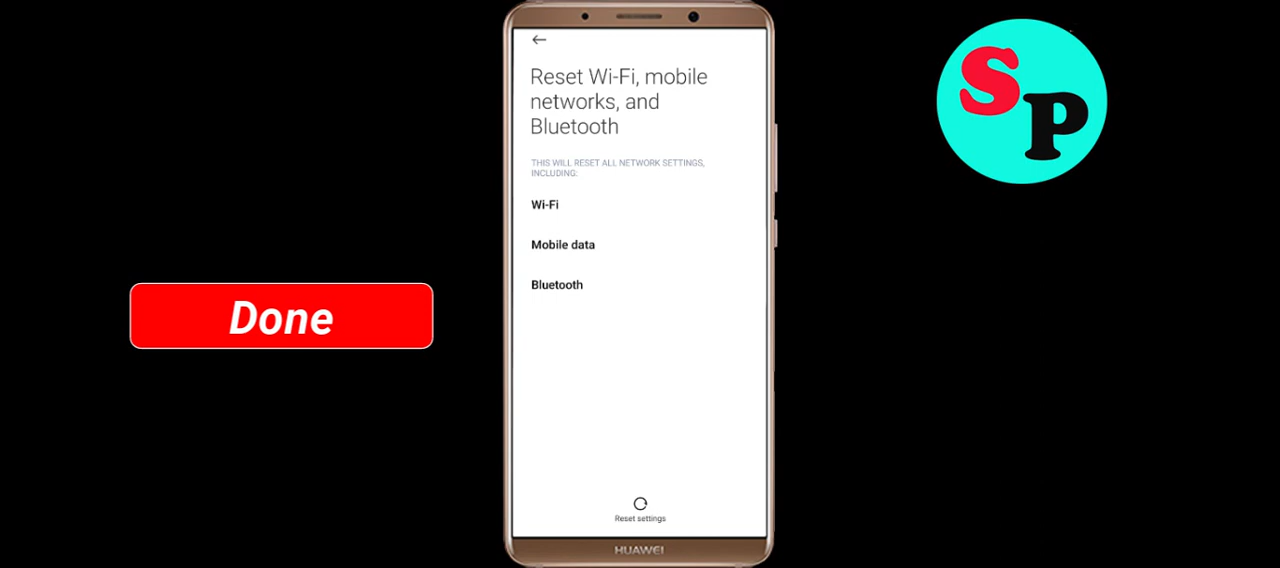 Reset Wi-Fi, mobile
networks, and
Bluetooth
THIS WILL RESET ALL NETWORK SETTINGS,
INCLUDING:
Wi-Fi
Mobile data
Bluetooth
Reset settings
HUAWEI
Done
SP